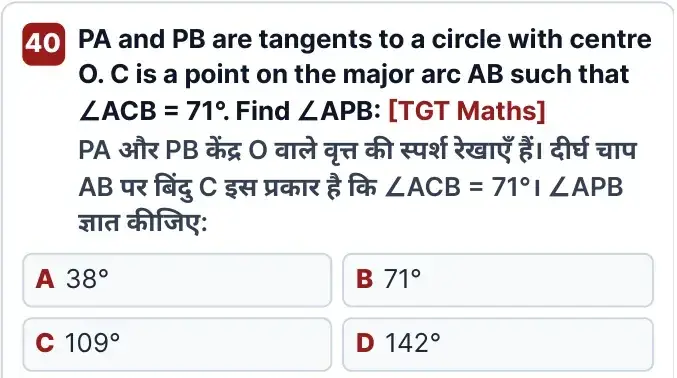 40 PA and PB are tangents to a circle with centre
O. C is a point on the major arc AB such that
∠ACB = 71°. Find ∠APB: [TGT Maths]
PA और PB केंद्र O वाले वृत्त की स्पर्श रेखाएँ हैं। दीर्घ चाप
AB पर बिंदु C इस प्रकार है कि ∠ACB = 71°। ∠APB
ज्ञात कीजिए:
A 38° B 71°
C 109° D 142°